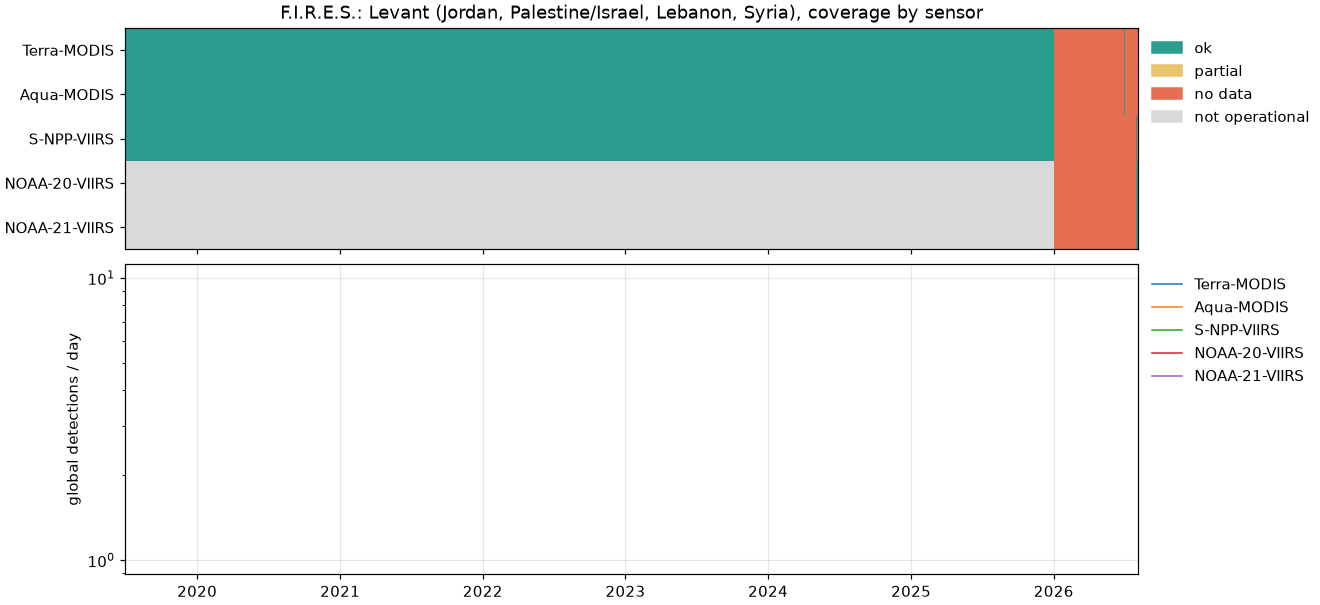 F.I.R.E.S.: Levant (Jordan, Palestine/Israel, Lebanon, Syria), coverage by sensor
Terra-MODIS
Aqua-MODIS
S-NPP-VIIRS
NOAA-20-VIIRS
NOAA-21-VIIRS
ok
partial
no data
not operational
global detections / day
10¹
10⁰
2020 2021 2022 2023 2024 2025 2026
Terra-MODIS
Aqua-MODIS
S-NPP-VIIRS
NOAA-20-VIIRS
NOAA-21-VIIRS